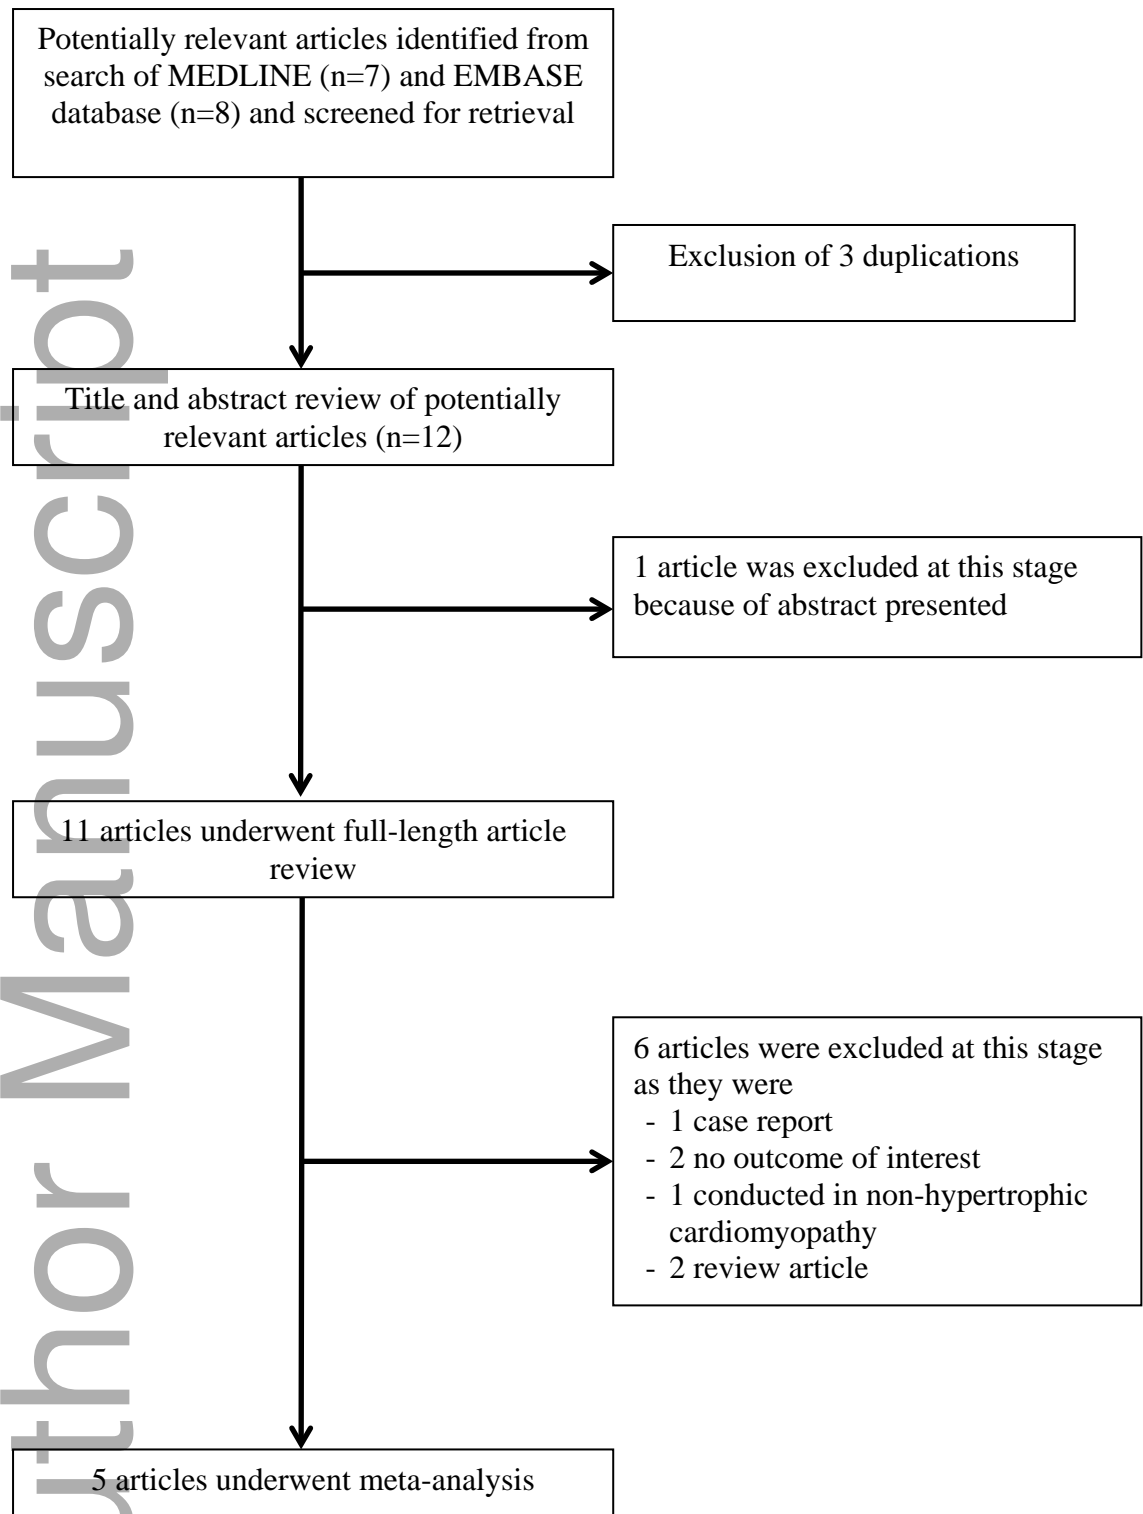 Potentially relevant articles identified from
search of MEDLINE (n=7) and EMBASE
database (n=8) and screened for retrieval
Exclusion of 3 duplications
Title and abstract review of potentially
relevant articles (n=12)
1 article was excluded at this stage
because of abstract presented
11 articles underwent full-length article
review
6 articles were excluded at this stage
as they were
- 1 case report
- 2 no outcome of interest
- 1 conducted in non-hypertrophic
cardiomyopathy
- 2 review article
5 articles underwent meta-analysis
uthor Manuscript